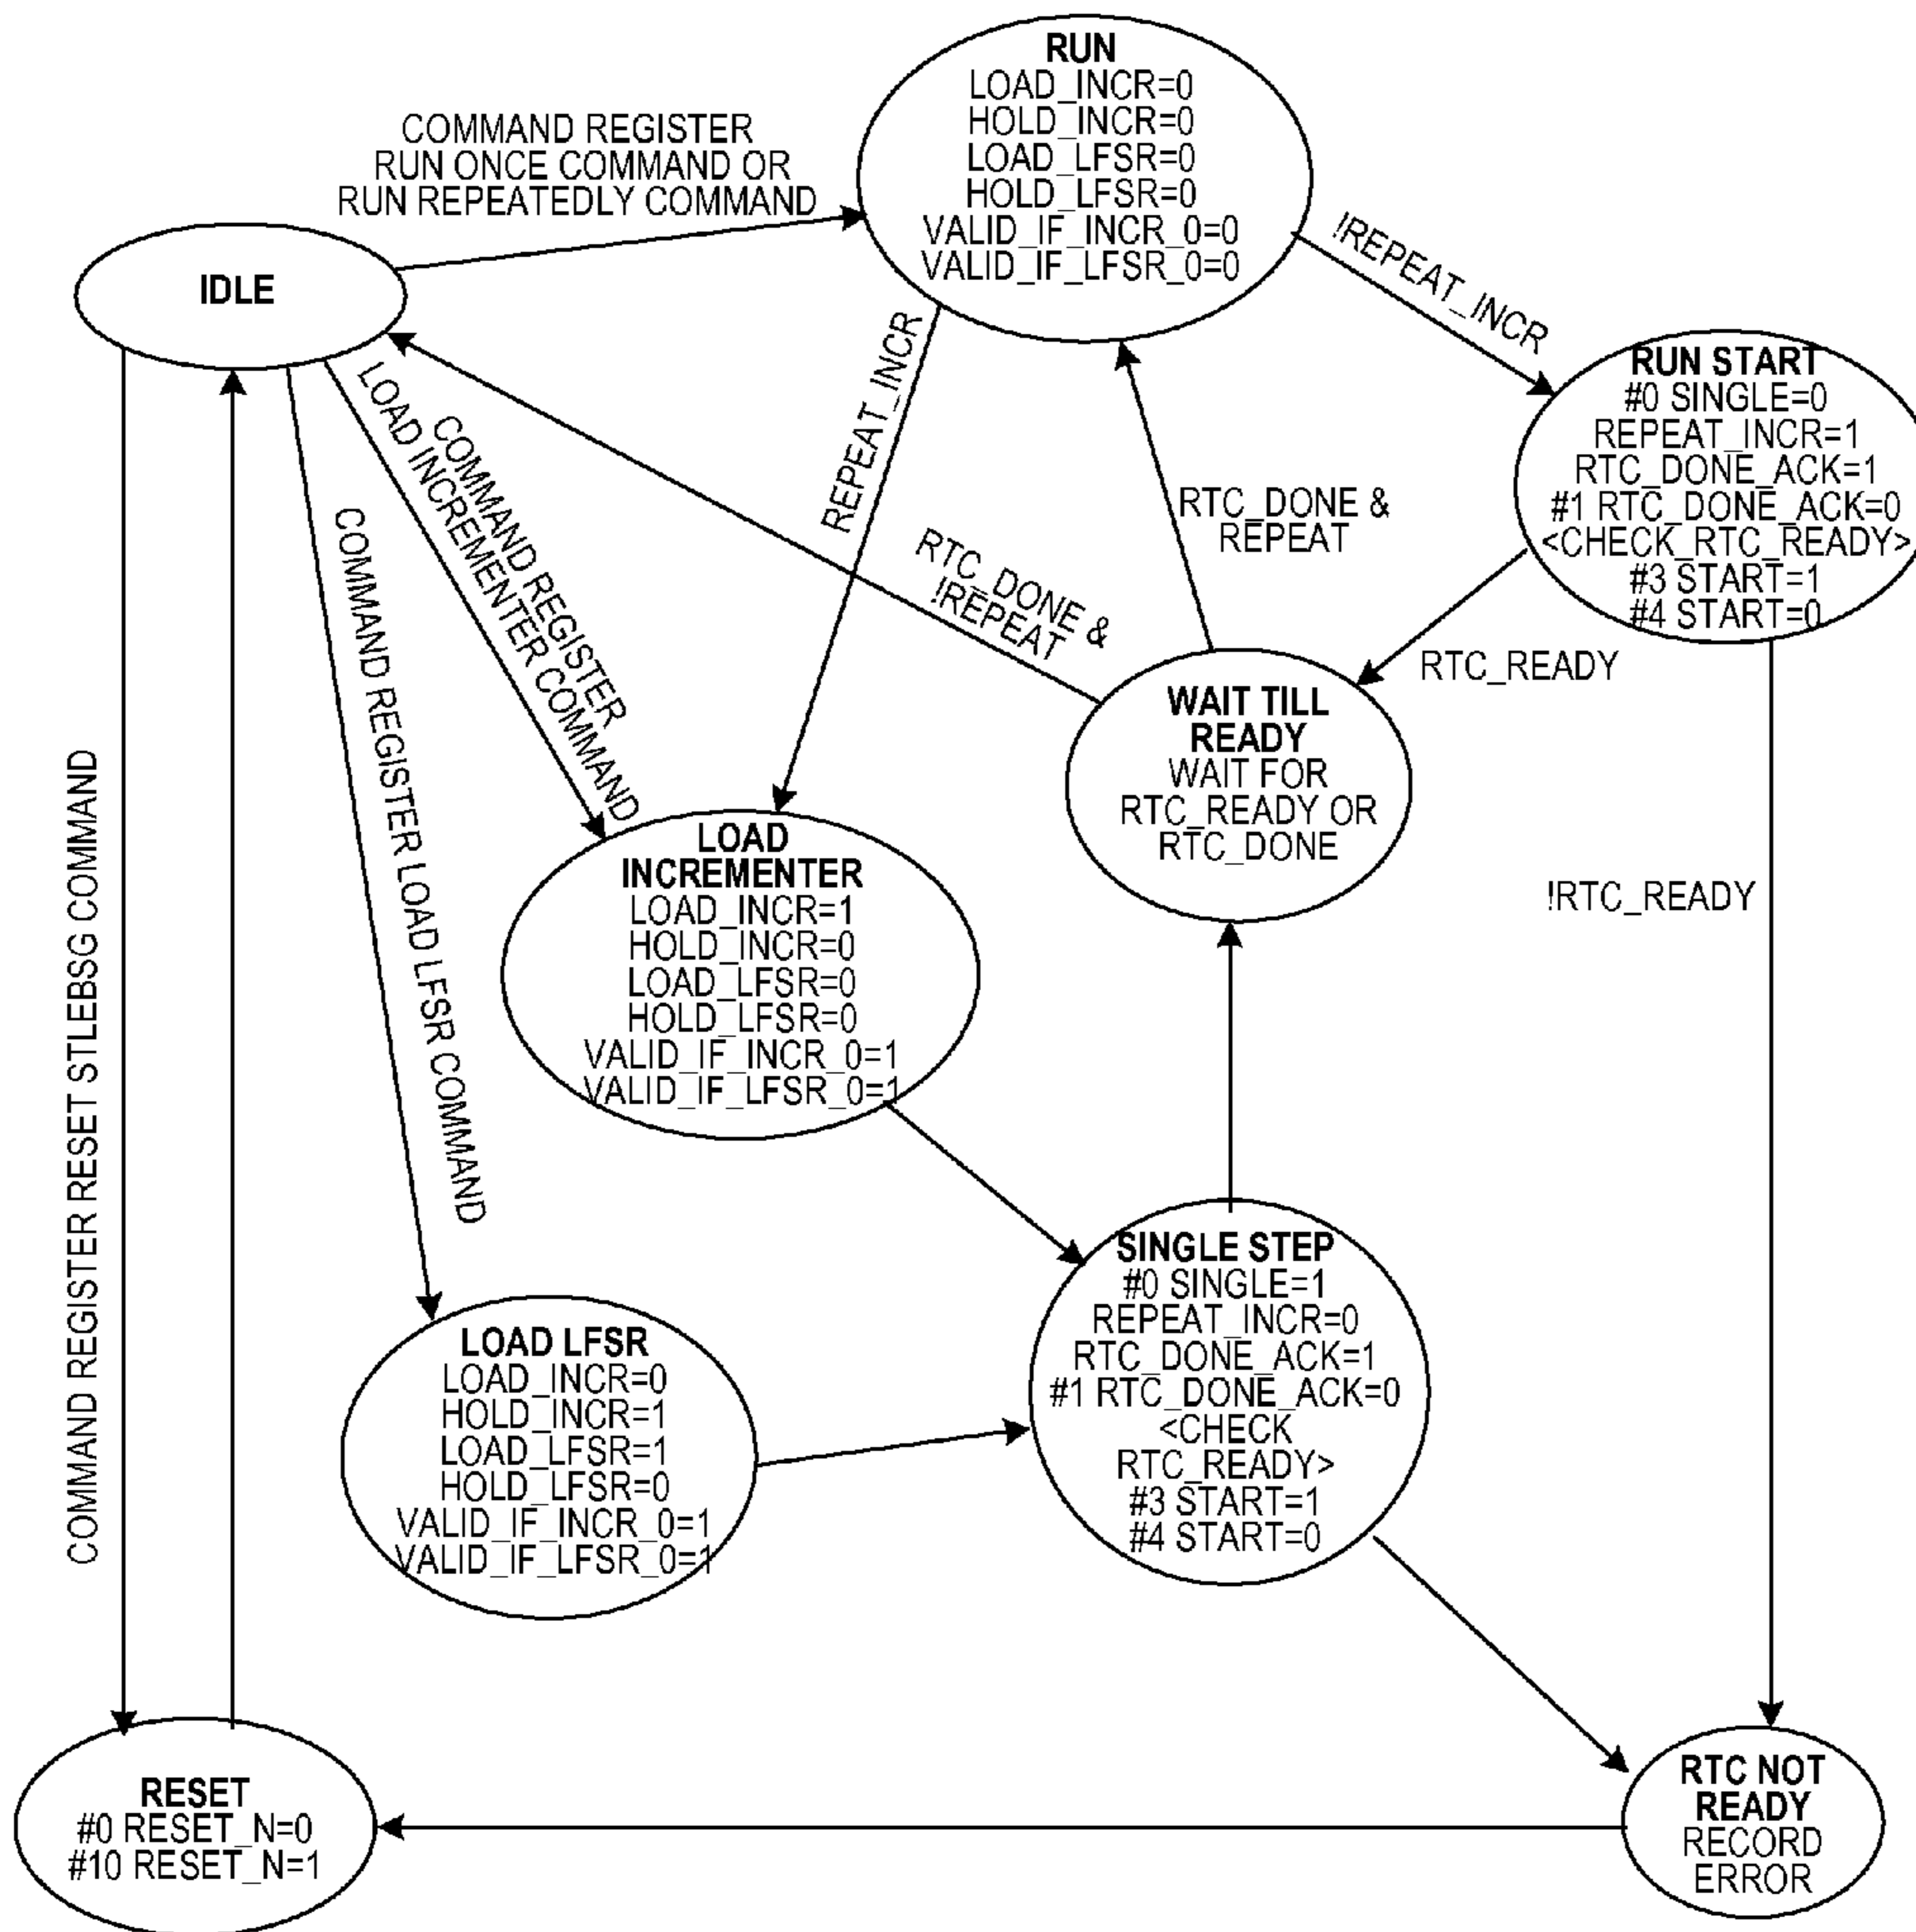 RUN
LOAD_INCR=0
HOLD_INCR=0
LOAD_LFSR=0
HOLD_LFSR=0
VALID_IF_INCR_0=0
VALID_IF_LFSR_0=0
COMMAND REGISTER
RUN ONCE COMMAND OR
RUN REPEATEDLY COMMAND
IDLE
!REPEAT_INCR
RUN START
#0 SINGLE=0
REPEAT_INCR=1
RTC_DONE_ACK=1
#1 RTC_DONE_ACK=0
<CHECK_RTC_READY>
#3 START=1
#4 START=0
REPEAT_INCR
COMMAND REGISTER
LOAD INCREMENTER COMMAND
RTC_DONE &
!REPEAT
RTC_DONE &
REPEAT
RTC_READY
COMMAND REGISTER LOAD LFSR COMMAND
WAIT TILL
READY
WAIT FOR
RTC_READY OR
RTC_DONE
!RTC_READY
COMMAND REGISTER RESET STLEBSG COMMAND
LOAD
INCREMENTER
LOAD_INCR=1
HOLD_INCR=0
LOAD_LFSR=0
HOLD_LFSR=0
VALID_IF_INCR_0=1
VALID_IF_LFSR_0=1
SINGLE STEP
#0 SINGLE=1
REPEAT_INCR=0
RTC_DONE_ACK=1
#1 RTC_DONE_ACK=0
<CHECK
RTC_READY>
#3 START=1
#4 START=0
LOAD LFSR
LOAD_INCR=0
HOLD_INCR=1
LOAD_LFSR=1
HOLD_LFSR=0
VALID_IF_INCR_0=1
VALID_IF_LFSR_0=1
RESET
#0 RESET_N=0
#10 RESET_N=1
RTC NOT
READY
RECORD
ERROR